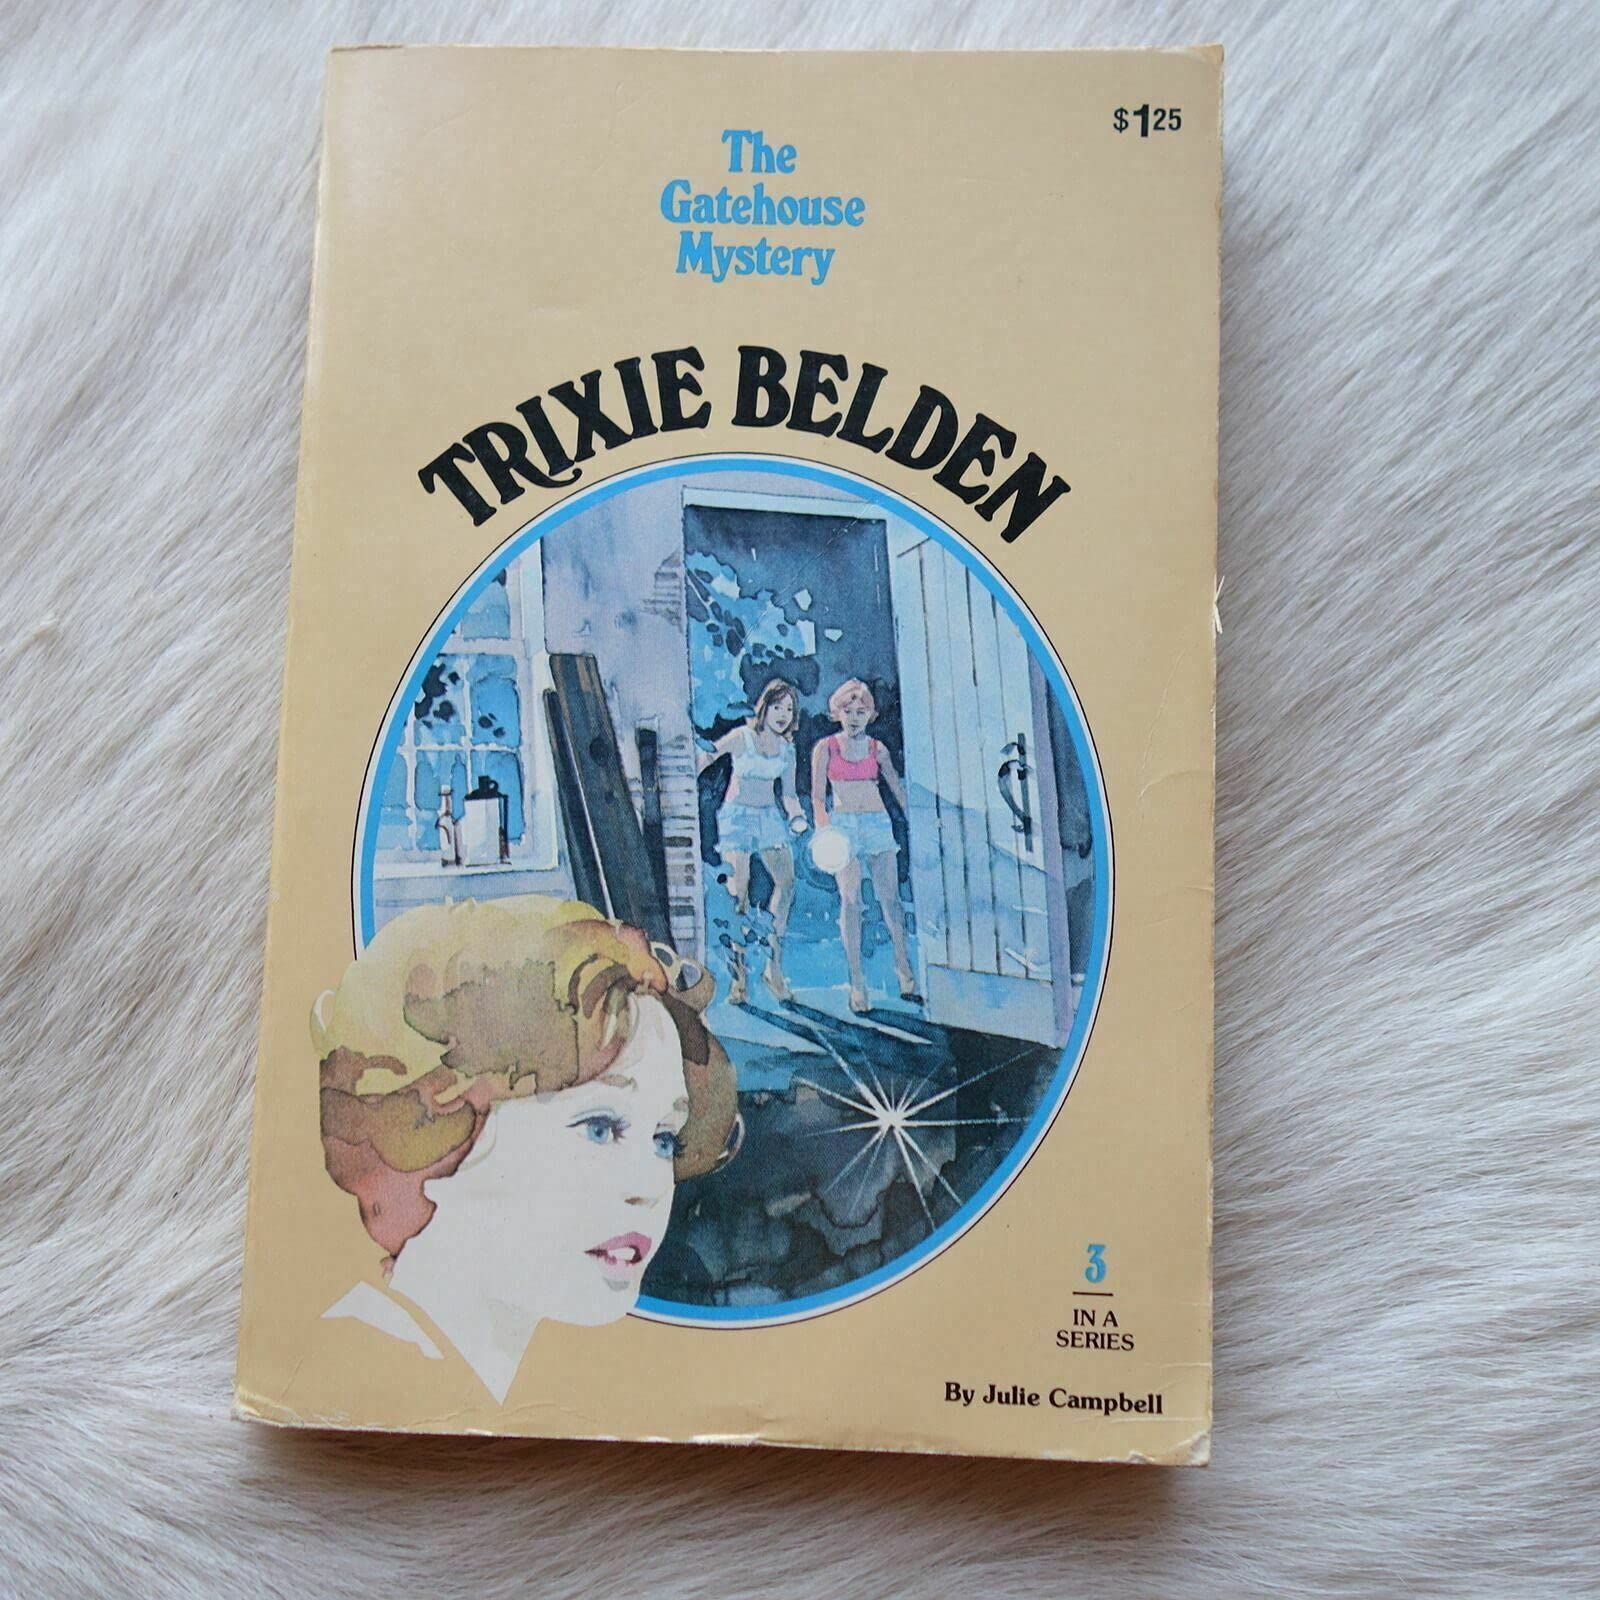 $1.25
The
Gatehouse
Mystery
TRIXIE BELDEN
3
IN A
SERIES
By Julie Campbell